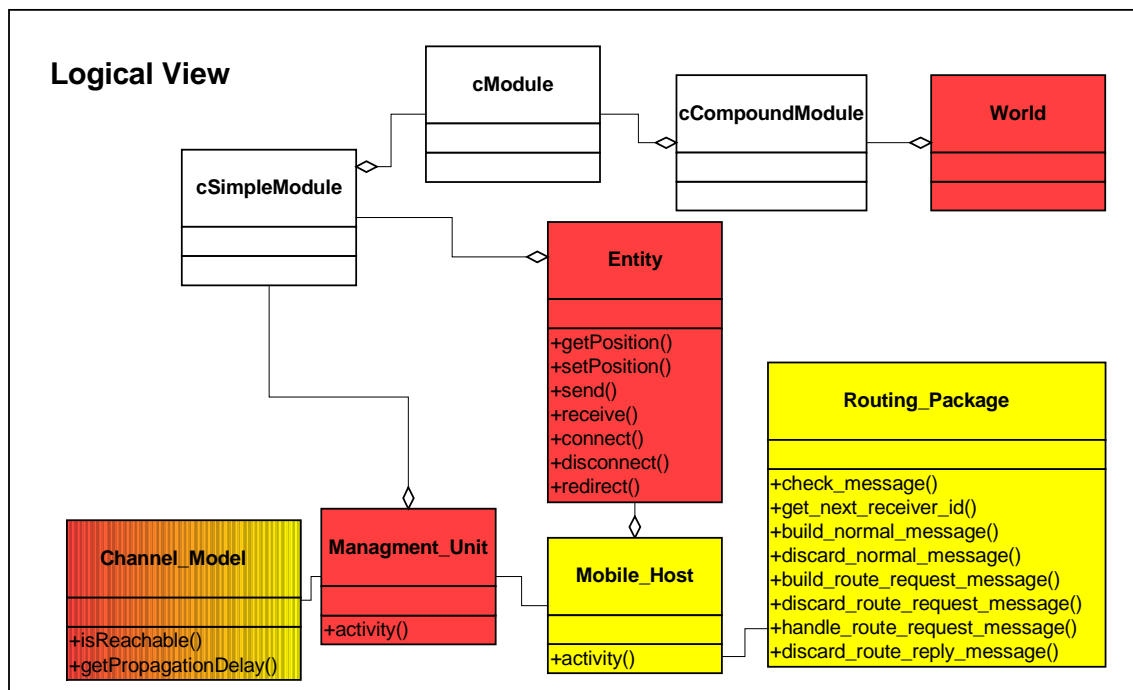 Logical View
cModule
cCompoundModule
World
cSimpleModule
Entity
+getPosition()
+setPosition()
+send()
+receive()
+connect()
+disconnect()
+redirect()
Routing_Package
+check_message()
+get_next_receiver_id()
+build_normal_message()
+discard_normal_message()
+build_route_request_message()
+discard_route_request_message()
+handle_route_request_message()
+discard_route_reply_message()
Channel_Model
+isReachable()
+getPropagationDelay()
Managment_Unit
+activity()
Mobile_Host
+activity()